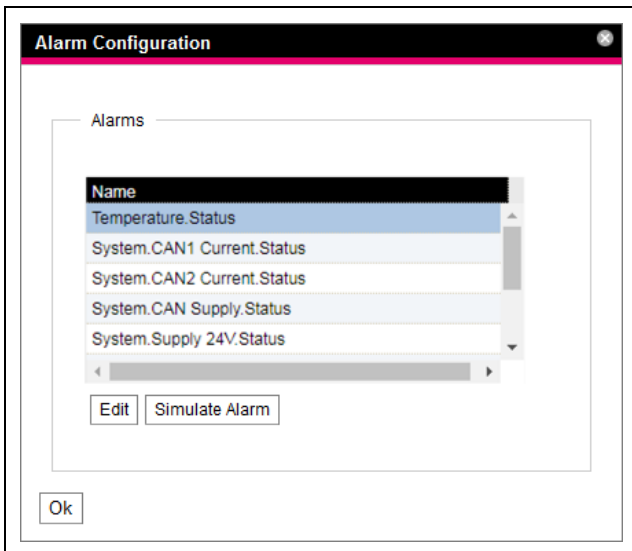 Alarm Configuration
Alarms
Name
Temperature.Status
System.CAN1 Current.Status
System.CAN2 Current.Status
System.CAN Supply.Status
System.Supply 24V.Status
Edit Simulate Alarm
Ok